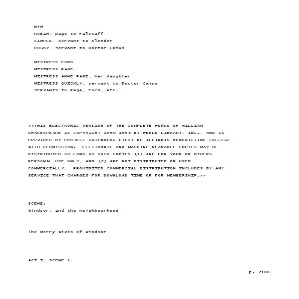 NYM
ROBIN, page to Falstaff
SIMPLE, servant to Slender
RUGBY, servant to Doctor Caius
MISTRESS FORD
MISTRESS PAGE
MISTRESS ANNE PAGE, her daughter
MISTRESS QUICKLY, servant to Doctor Caius
SERVANTS to Page, Ford, etc.
<<THIS ELECTRONIC VERSION OF THE COMPLETE WORKS OF WILLIAM
SHAKESPEARE IS COPYRIGHT 1990-1993 BY WORLD LIBRARY, INC., AND IS
PROVIDED BY PROJECT GUTENBERG ETEXT OF ILLINOIS BENEDICTINE COLLEGE
WITH PERMISSION. ELECTRONIC AND MACHINE READABLE COPIES MAY BE
DISTRIBUTED SO LONG AS SUCH COPIES (1) ARE FOR YOUR OR OTHERS
PERSONAL USE ONLY, AND (2) ARE NOT DISTRIBUTED OR USED
COMMERCIALLY. PROHIBITED COMMERCIAL DISTRIBUTION INCLUDES BY ANY
SERVICE THAT CHARGES FOR DOWNLOAD TIME OR FOR MEMBERSHIP.>>
SCENE:
Windsor, and the neighbourhood
The Merry Wives of Windsor
ACT I. SCENE 1.